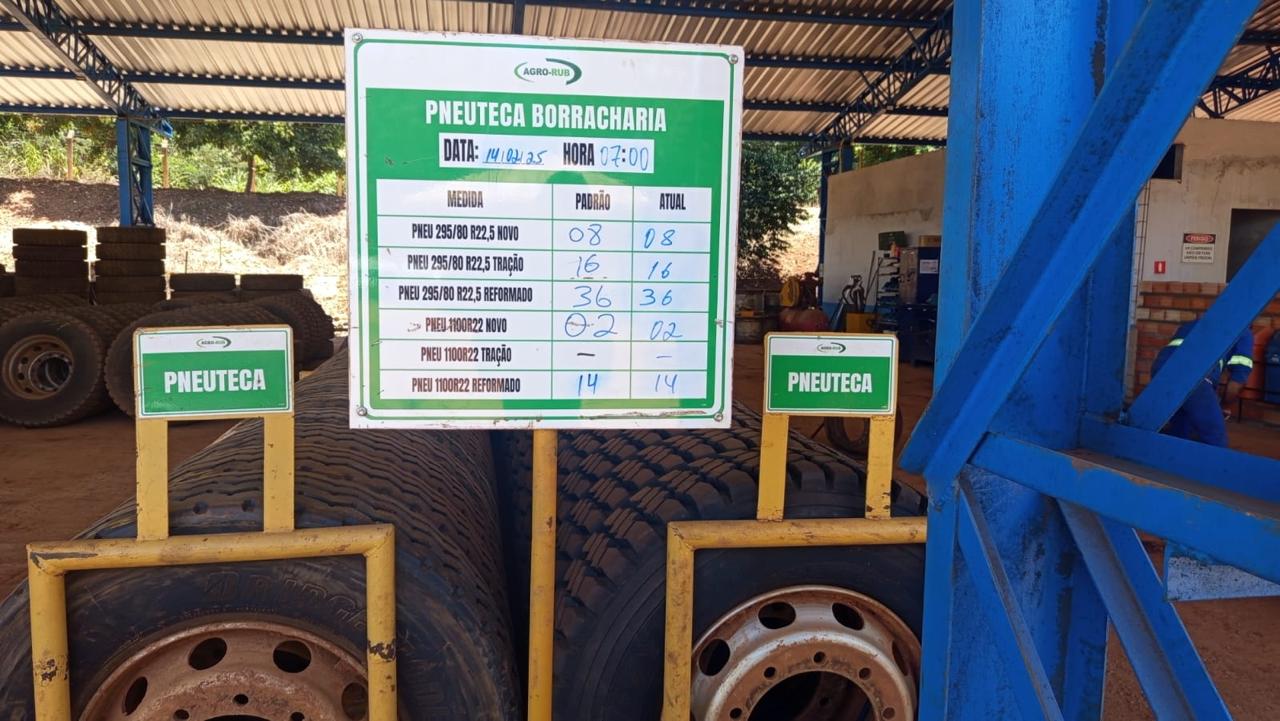 AGRO-RUB
PNEUTECA BORRACHARIA
DATA: 14/02/25 HORA 07:00
MEDIDA PADRÃO ATUAL
PNEU 295/80 R22,5 NOVO 08 08
PNEU 295/80 R22,5 TRAÇÃO 16 16
PNEU 295/80 R22,5 REFORMADO 36 36
PNEU 1100R22 NOVO 02 02
PNEU 1100R22 TRAÇÃO - -
PNEU 1100R22 REFORMADO 14 14
AGRO-RUB
PNEUTECA
AGRO-RUB
PNEUTECA
PERIGO